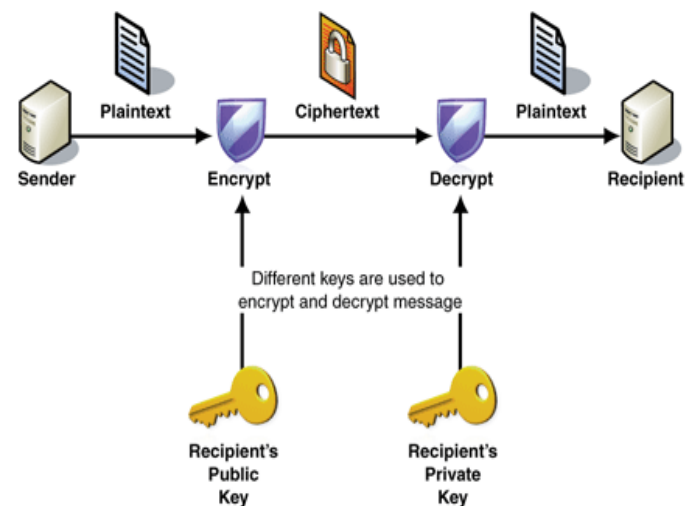 Plaintext
Ciphertext
Plaintext
Sender
Encrypt
Decrypt
Recipient
Different keys are used to
encrypt and decrypt message
Recipient's
Public
Key
Recipient's
Private
Key